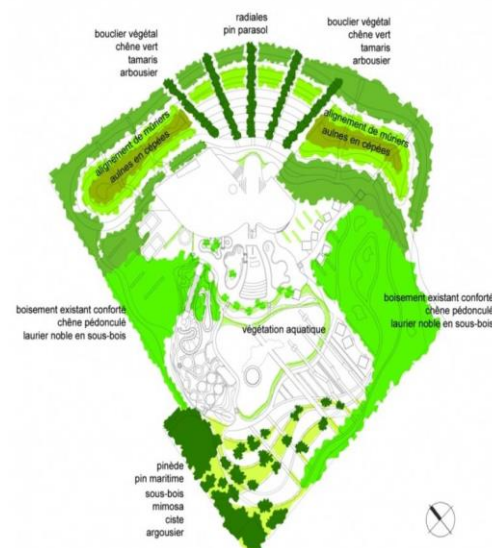 radiales
pin parasol
bouclier végétal
chêne vert
tamaris
arbousier
bouclier végétal
chêne vert
tamaris
arbousier
alignement de mûriers
aulnes en cépées
alignement de mûriers
aulnes en cépées
boisement existant conforté
chêne pédonculé
laurier noble en sous-bois
végétation aquatique
boisement existant conforté
chêne pédonculé
laurier noble en sous-bois
pinède
pin maritime
sous-bois
mimosa
ciste
argousier